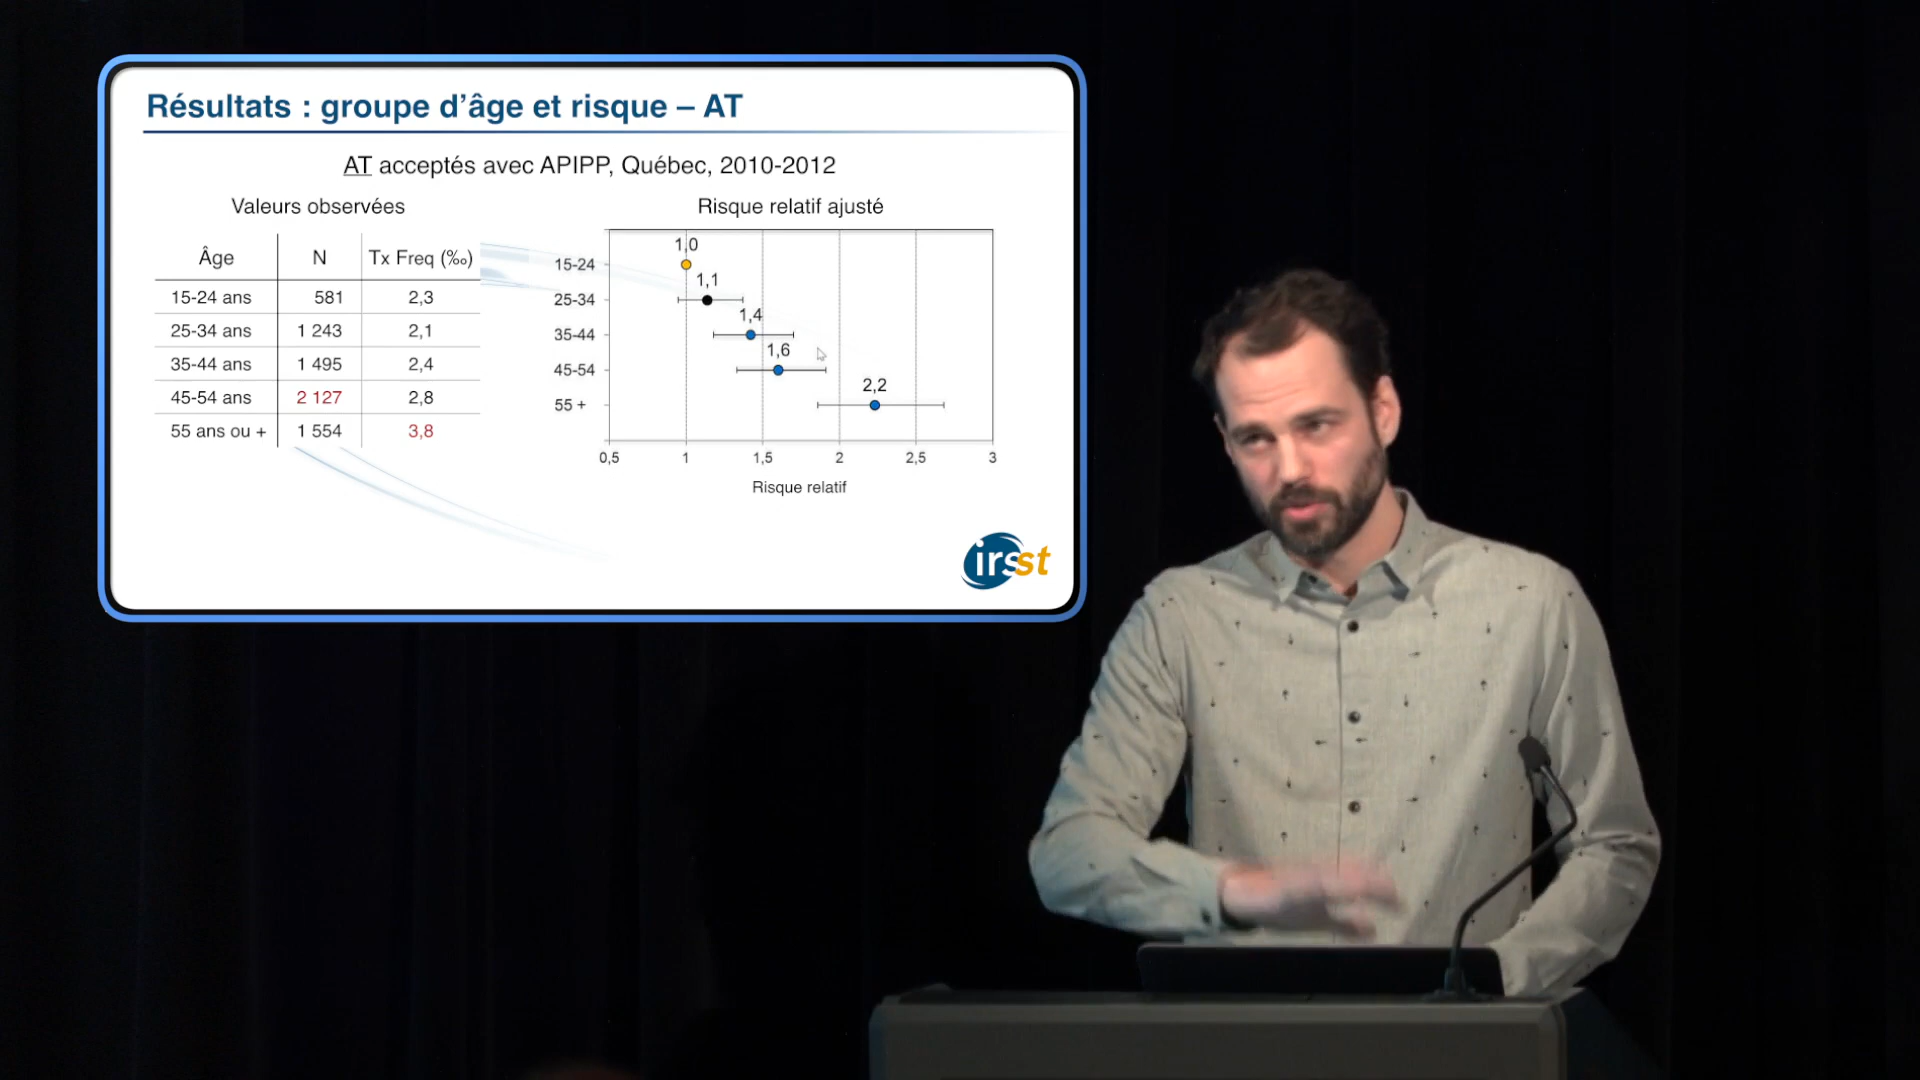 Résultats : groupe d'âge et risque – AT
AT acceptés avec APIPP, Québec, 2010-2012
Valeurs observées
Âge N Tx Freq (‰)
15-24 ans 581 2,3
25-34 ans 1 243 2,1
35-44 ans 1 495 2,4
45-54 ans 2 127 2,8
55 ans ou + 1 554 3,8
Risque relatif ajusté
15-24 1,0
25-34 1,1
35-44 1,4
45-54 1,6
55 + 2,2
0,5 1 1,5 2 2,5 3
Risque relatif
irsst